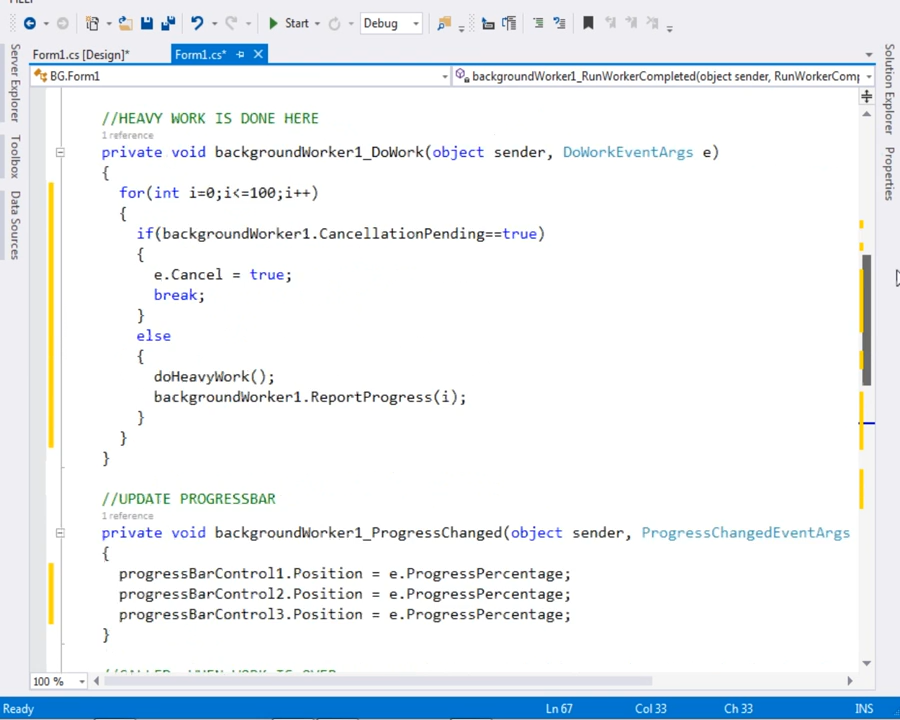 Start
Debug
Form1.cs [Design]*
Form1.cs*
BG.Form1
backgroundWorker1_RunWorkerCompleted(object sender, RunWorkerComp
Server Explorer
Toolbox
Data Sources
Solution Explorer
Properties
//HEAVY WORK IS DONE HERE
1 reference
private void backgroundWorker1_DoWork(object sender, DoWorkEventArgs e)
{
for(int i=0;i<=100;i++)
{
if(backgroundWorker1.CancellationPending==true)
{
e.Cancel = true;
break;
}
else
{
doHeavyWork();
backgroundWorker1.ReportProgress(i);
}
}
}
//UPDATE PROGRESSBAR
1 reference
private void backgroundWorker1_ProgressChanged(object sender, ProgressChangedEventArgs
{
progressBarControl1.Position = e.ProgressPercentage;
progressBarControl2.Position = e.ProgressPercentage;
progressBarControl3.Position = e.ProgressPercentage;
}
100 %
Ready
Ln 67
Col 33
Ch 33
INS